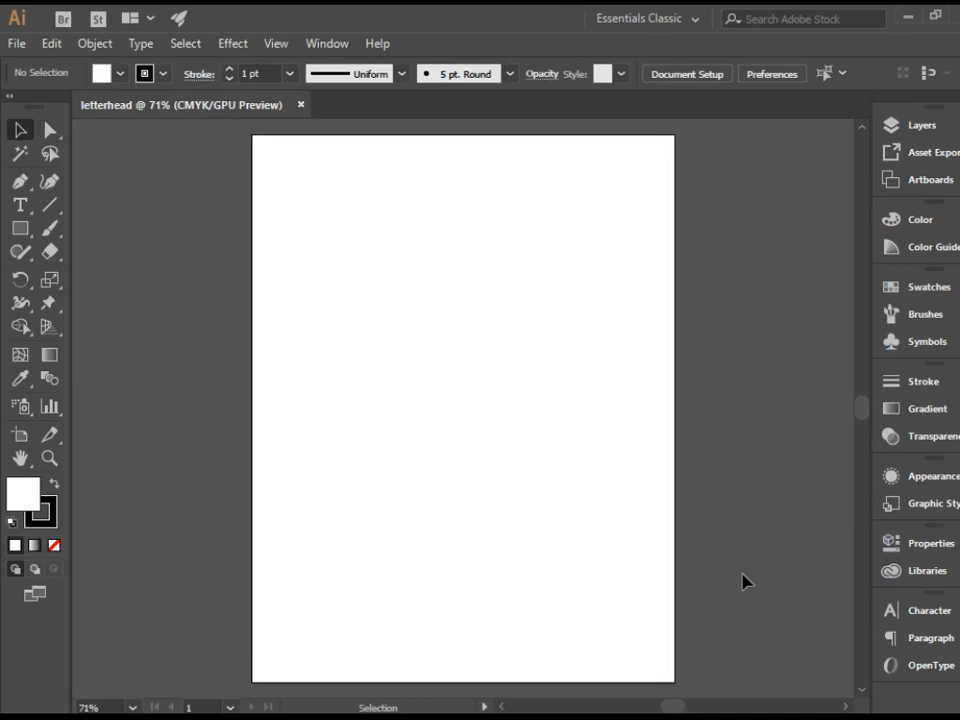 Ai Br St Essentials Classic Search Adobe Stock
File Edit Object Type Select Effect View Window Help
No Selection Stroke: 1 pt Uniform 5 pt. Round Opacity Style: Document Setup Preferences
letterhead @ 71% (CMYK/GPU Preview)
Layers
Asset Expor
Artboards
Color
Color Guide
Swatches
Brushes
Symbols
Stroke
Gradient
Transparen
Appearance
Graphic Sty
Properties
Libraries
Character
Paragraph
OpenType
71% 1 Selection